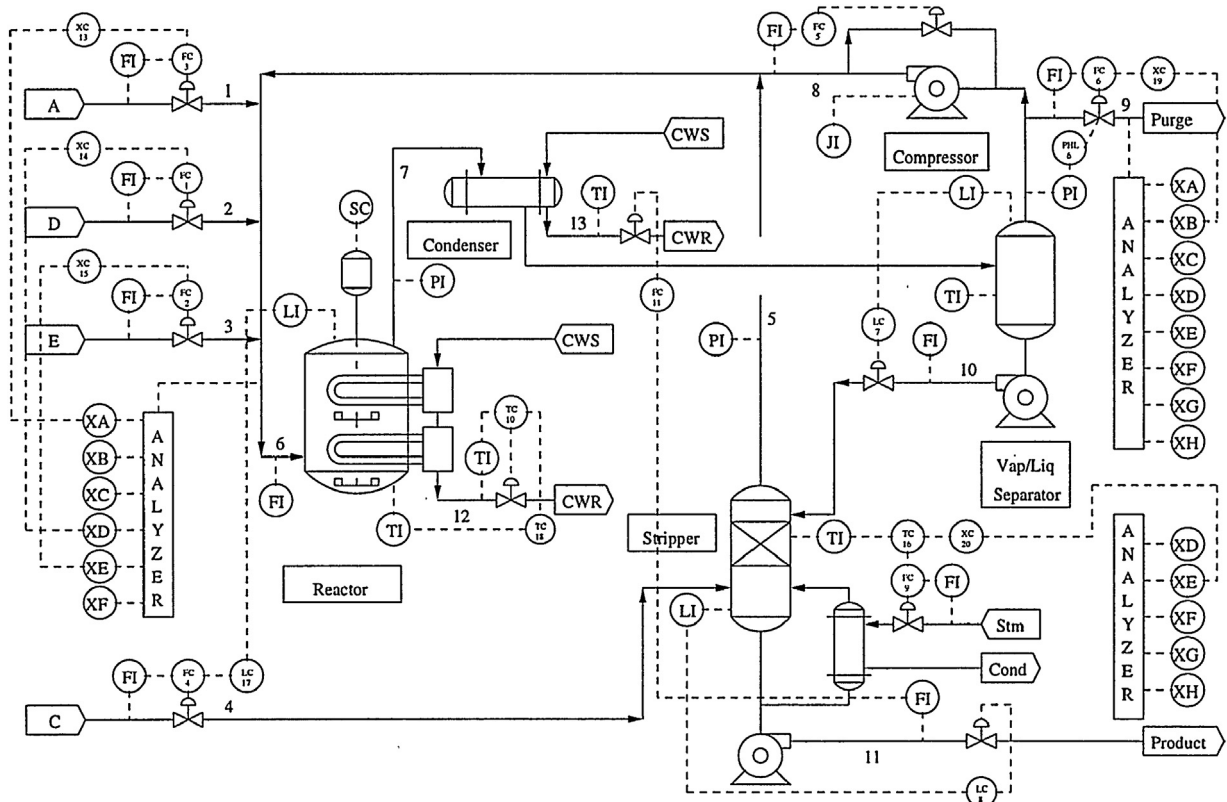 XC 13
FI
FC 3
A
1
XC 14
FI
FC
D
2
XC 15
FI
FC 2
E
3
LI
XA
XB
XC
XD
XE
XF
ANALYZER
6
FI
FI
FC 4
LC 17
C
4
7
SC
Condenser
CWS
TI
13
CWR
PI
CWS
TC 10
TI
CWR
12
TI
TC 18
Reactor
FI
FC 5
8
JI
Compressor
FI
FC 6
XC 19
9
Purge
PHL 6
PI
LI
ANALYZER
XA
XB
XC
XD
XE
XF
XG
XH
TI
LC 7
FI
10
Vap/Liq
Separator
5
PI
11
Stripper
TI
TC 16
XC 20
9
FI
Stm
Cond
LI
FI
11
LC
Product
ANALYZER
XD
XE
XF
XG
XH